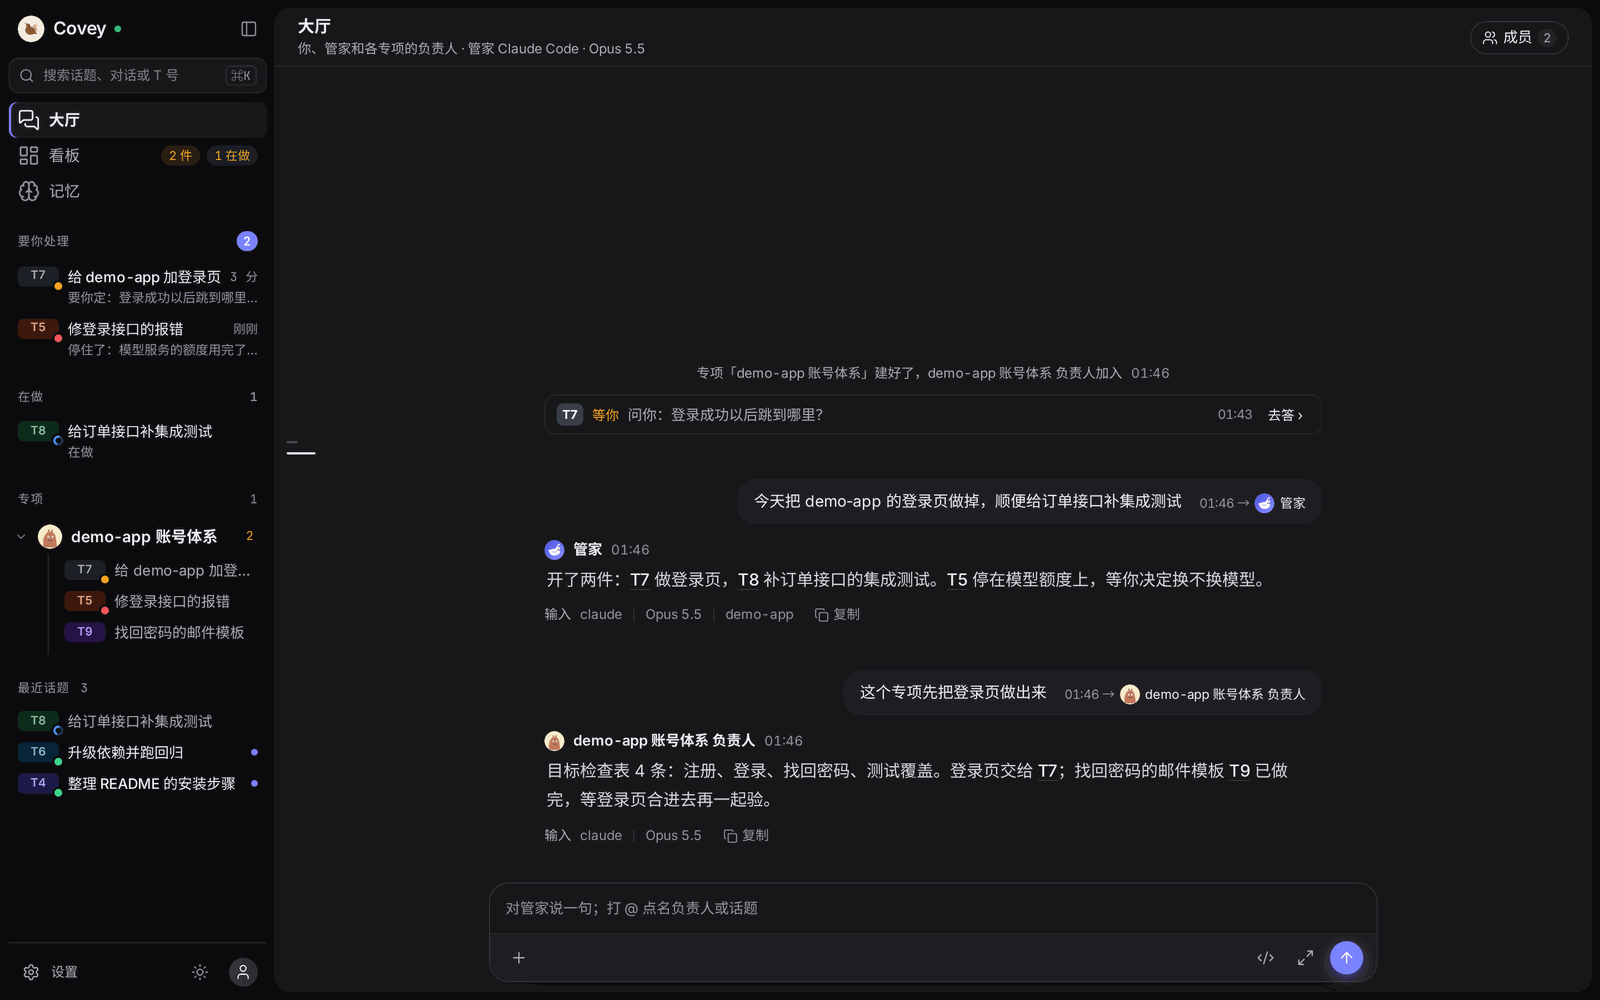 Covey
搜索话题、对话或 T 号 ⌘K
大厅
看板 2 件 1 在做
记忆
要你处理 2
T7 给 demo-app 加登录页 3 分
要你定：登录成功以后跳到哪里...
T5 修登录接口的报错 刚刚
停住了：模型服务的额度用完了...
在做 1
T8 给订单接口补集成测试
在做
专项 1
demo-app 账号体系 2
T7 给 demo-app 加登...
T5 修登录接口的报错
T9 找回密码的邮件模板
最近话题 3
T8 给订单接口补集成测试
T6 升级依赖并跑回归
T4 整理 README 的安装步骤
设置
大厅
你、管家和各专项的负责人 · 管家 Claude Code · Opus 5.5
成员 2
专项「demo-app 账号体系」建好了，demo-app 账号体系 负责人加入 01:46
T7 等你 问你：登录成功以后跳到哪里？ 01:43 去答 ›
今天把 demo-app 的登录页做掉，顺便给订单接口补集成测试 01:46 → 管家
管家 01:46
开了两件：T7 做登录页，T8 补订单接口的集成测试。T5 停在模型额度上，等你决定换不换模型。
输入 claude | Opus 5.5 | demo-app 复制
这个专项先把登录页做出来 01:46 → demo-app 账号体系 负责人
demo-app 账号体系 负责人 01:46
目标检查表 4 条：注册、登录、找回密码、测试覆盖。登录页交给 T7；找回密码的邮件模板 T9 已做
完，等登录页合进去再一起验。
输入 claude | Opus 5.5 复制
对管家说一句；打 @ 点名负责人或话题